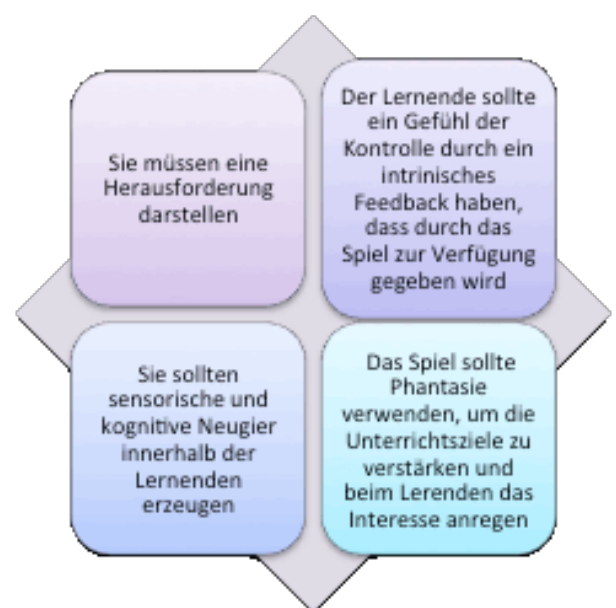 Sie müssen eine
Herausforderung
darstellen
Der Lernende sollte
ein Gefühl der
Kontrolle durch ein
intrinisches
Feedback haben,
dass durch das
Spiel zur Verfügung
gegeben wird
Sie sollten
sensorische und
kognitive Neugier
innerhalb der
Lernenden
erzeugen
Das Spiel sollte
Phantasie
verwenden, um die
Unterrichtsziele zu
verstärken und
beim Lerenden das
Interesse anregen